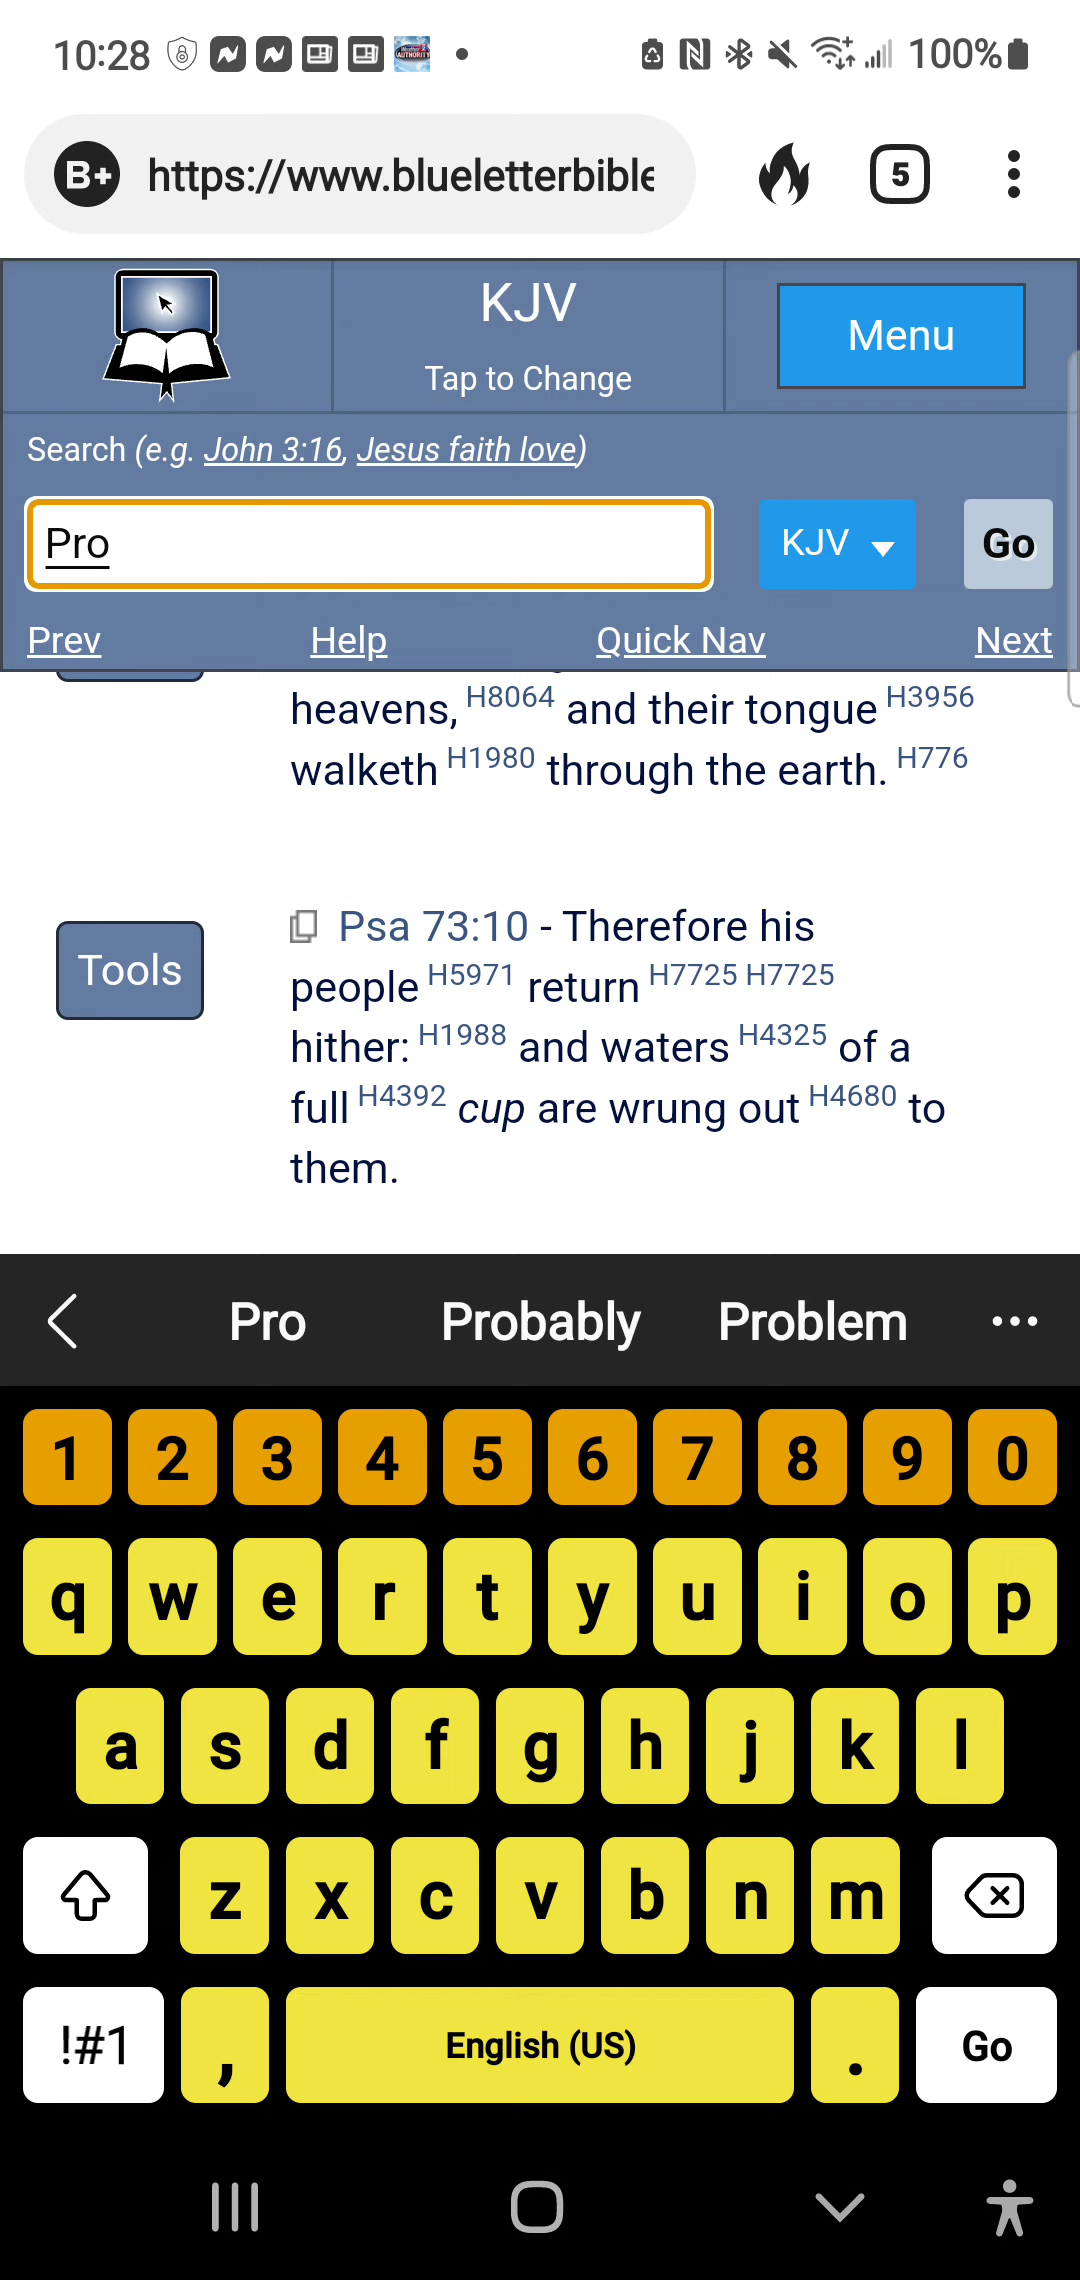 10:28 100%
B+ https://www.blueletterbible 5
KJV
Tap to Change
Menu
Search (e.g. John 3:16, Jesus faith love)
Pro KJV Go
Prev Help Quick Nav Next
heavens, H8064 and their tongue H3956
walketh H1980 through the earth. H776
Tools
Psa 73:10 - Therefore his
people H5971 return H7725 H7725
hither: H1988 and waters H4325 of a
full H4392 cup are wrung out H4680 to
them.
Pro Probably Problem ...
1 2 3 4 5 6 7 8 9 0
q w e r t y u i o p
a s d f g h j k l
z x c v b n m
!#1 , English (US) . Go